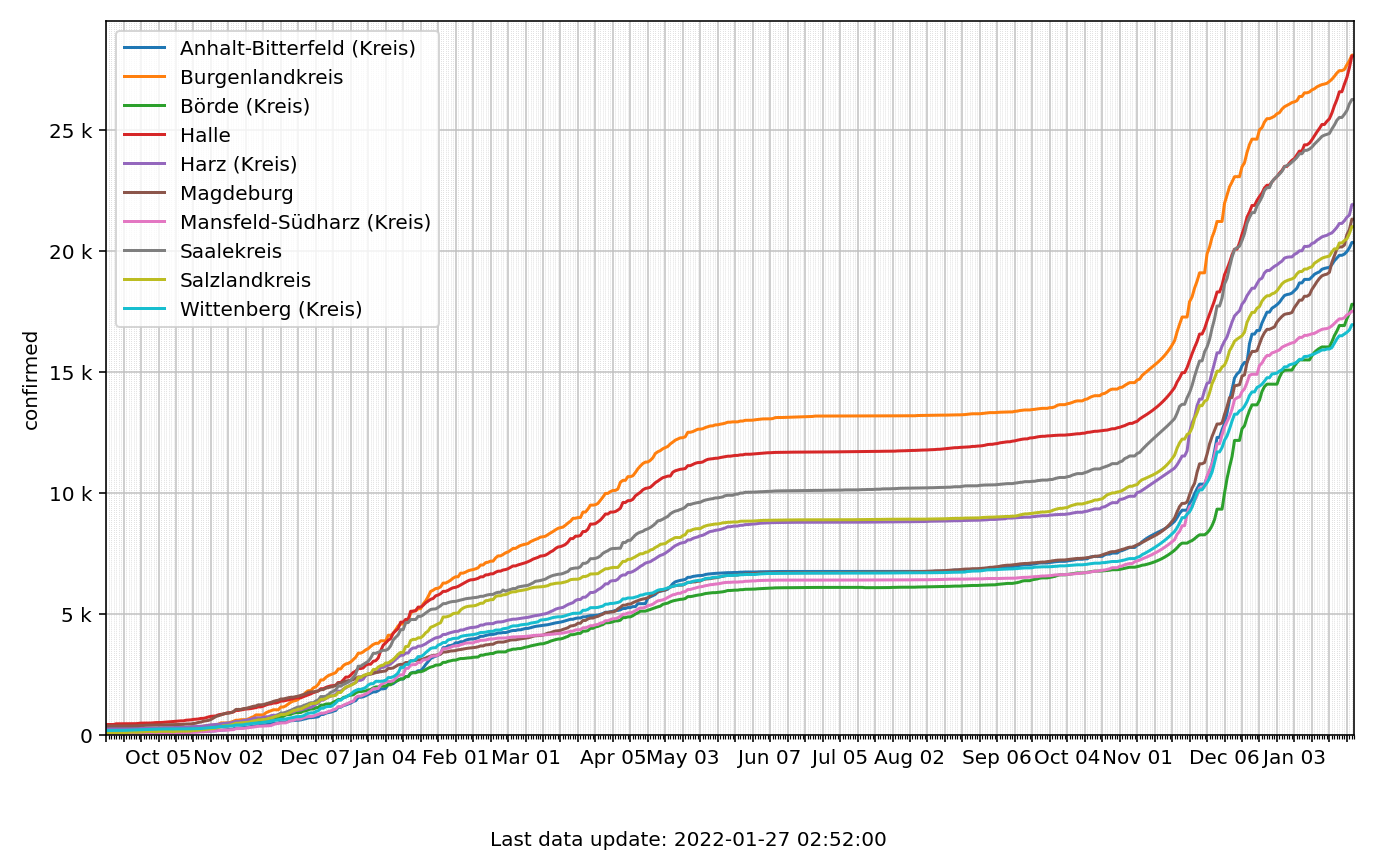 Anhalt-Bitterfeld (Kreis)
Burgenlandkreis
Börde (Kreis)
Halle
Harz (Kreis)
Magdeburg
Mansfeld-Südharz (Kreis)
Saalekreis
Salzlandkreis
Wittenberg (Kreis)
25 k
20 k
15 k
10 k
5 k
0
confirmed
Oct 05 Nov 02 Dec 07 Jan 04 Feb 01 Mar 01 Apr 05 May 03 Jun 07 Jul 05 Aug 02 Sep 06 Oct 04 Nov 01 Dec 06 Jan 03
Last data update: 2022-01-27 02:52:00